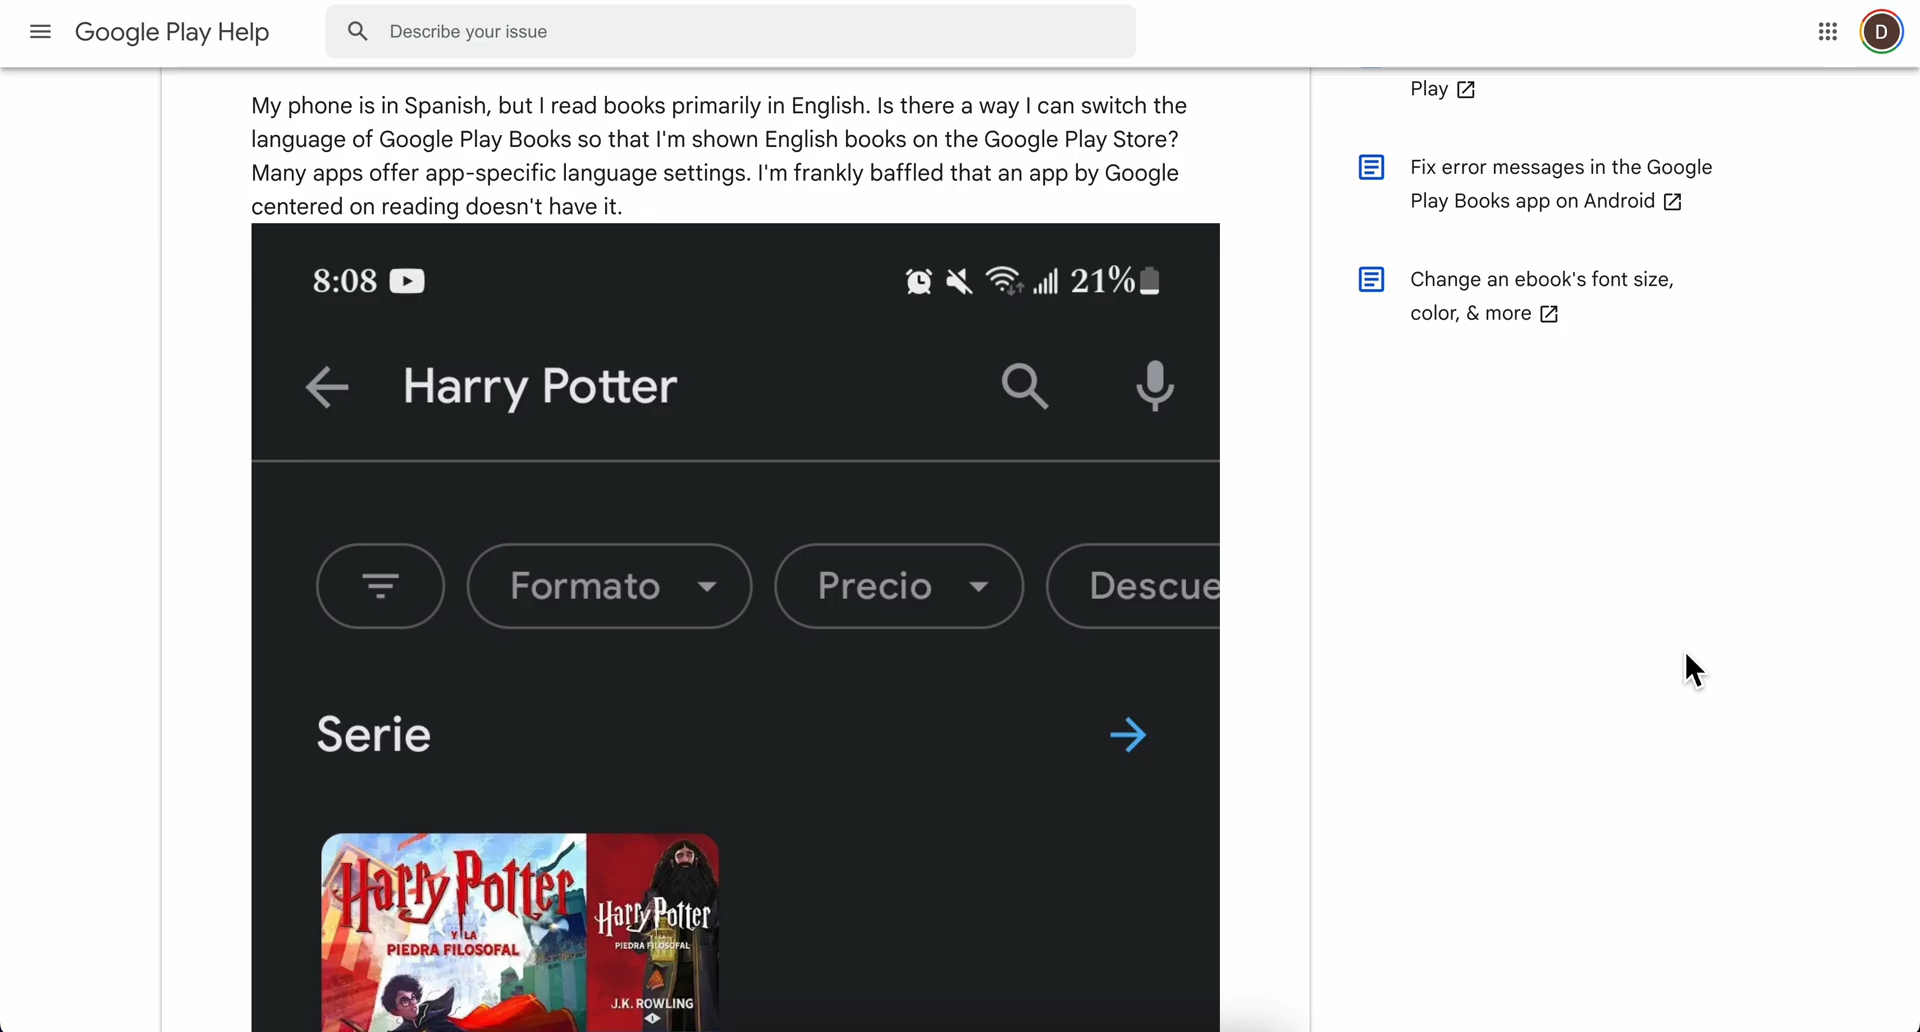 Google Play Help
Describe your issue
D
My phone is in Spanish, but I read books primarily in English. Is there a way I can switch the
language of Google Play Books so that I'm shown English books on the Google Play Store?
Many apps offer app-specific language settings. I'm frankly baffled that an app by Google
centered on reading doesn't have it.
8:08
21%
Harry Potter
Formato
Precio
Descue
Serie
Harry Potter
Y LA
PIEDRA FILOSOFAL
Harry Potter
Y LA
PIEDRA FILOSOFAL
J.K. ROWLING
Play
Fix error messages in the Google
Play Books app on Android
Change an ebook's font size,
color, & more